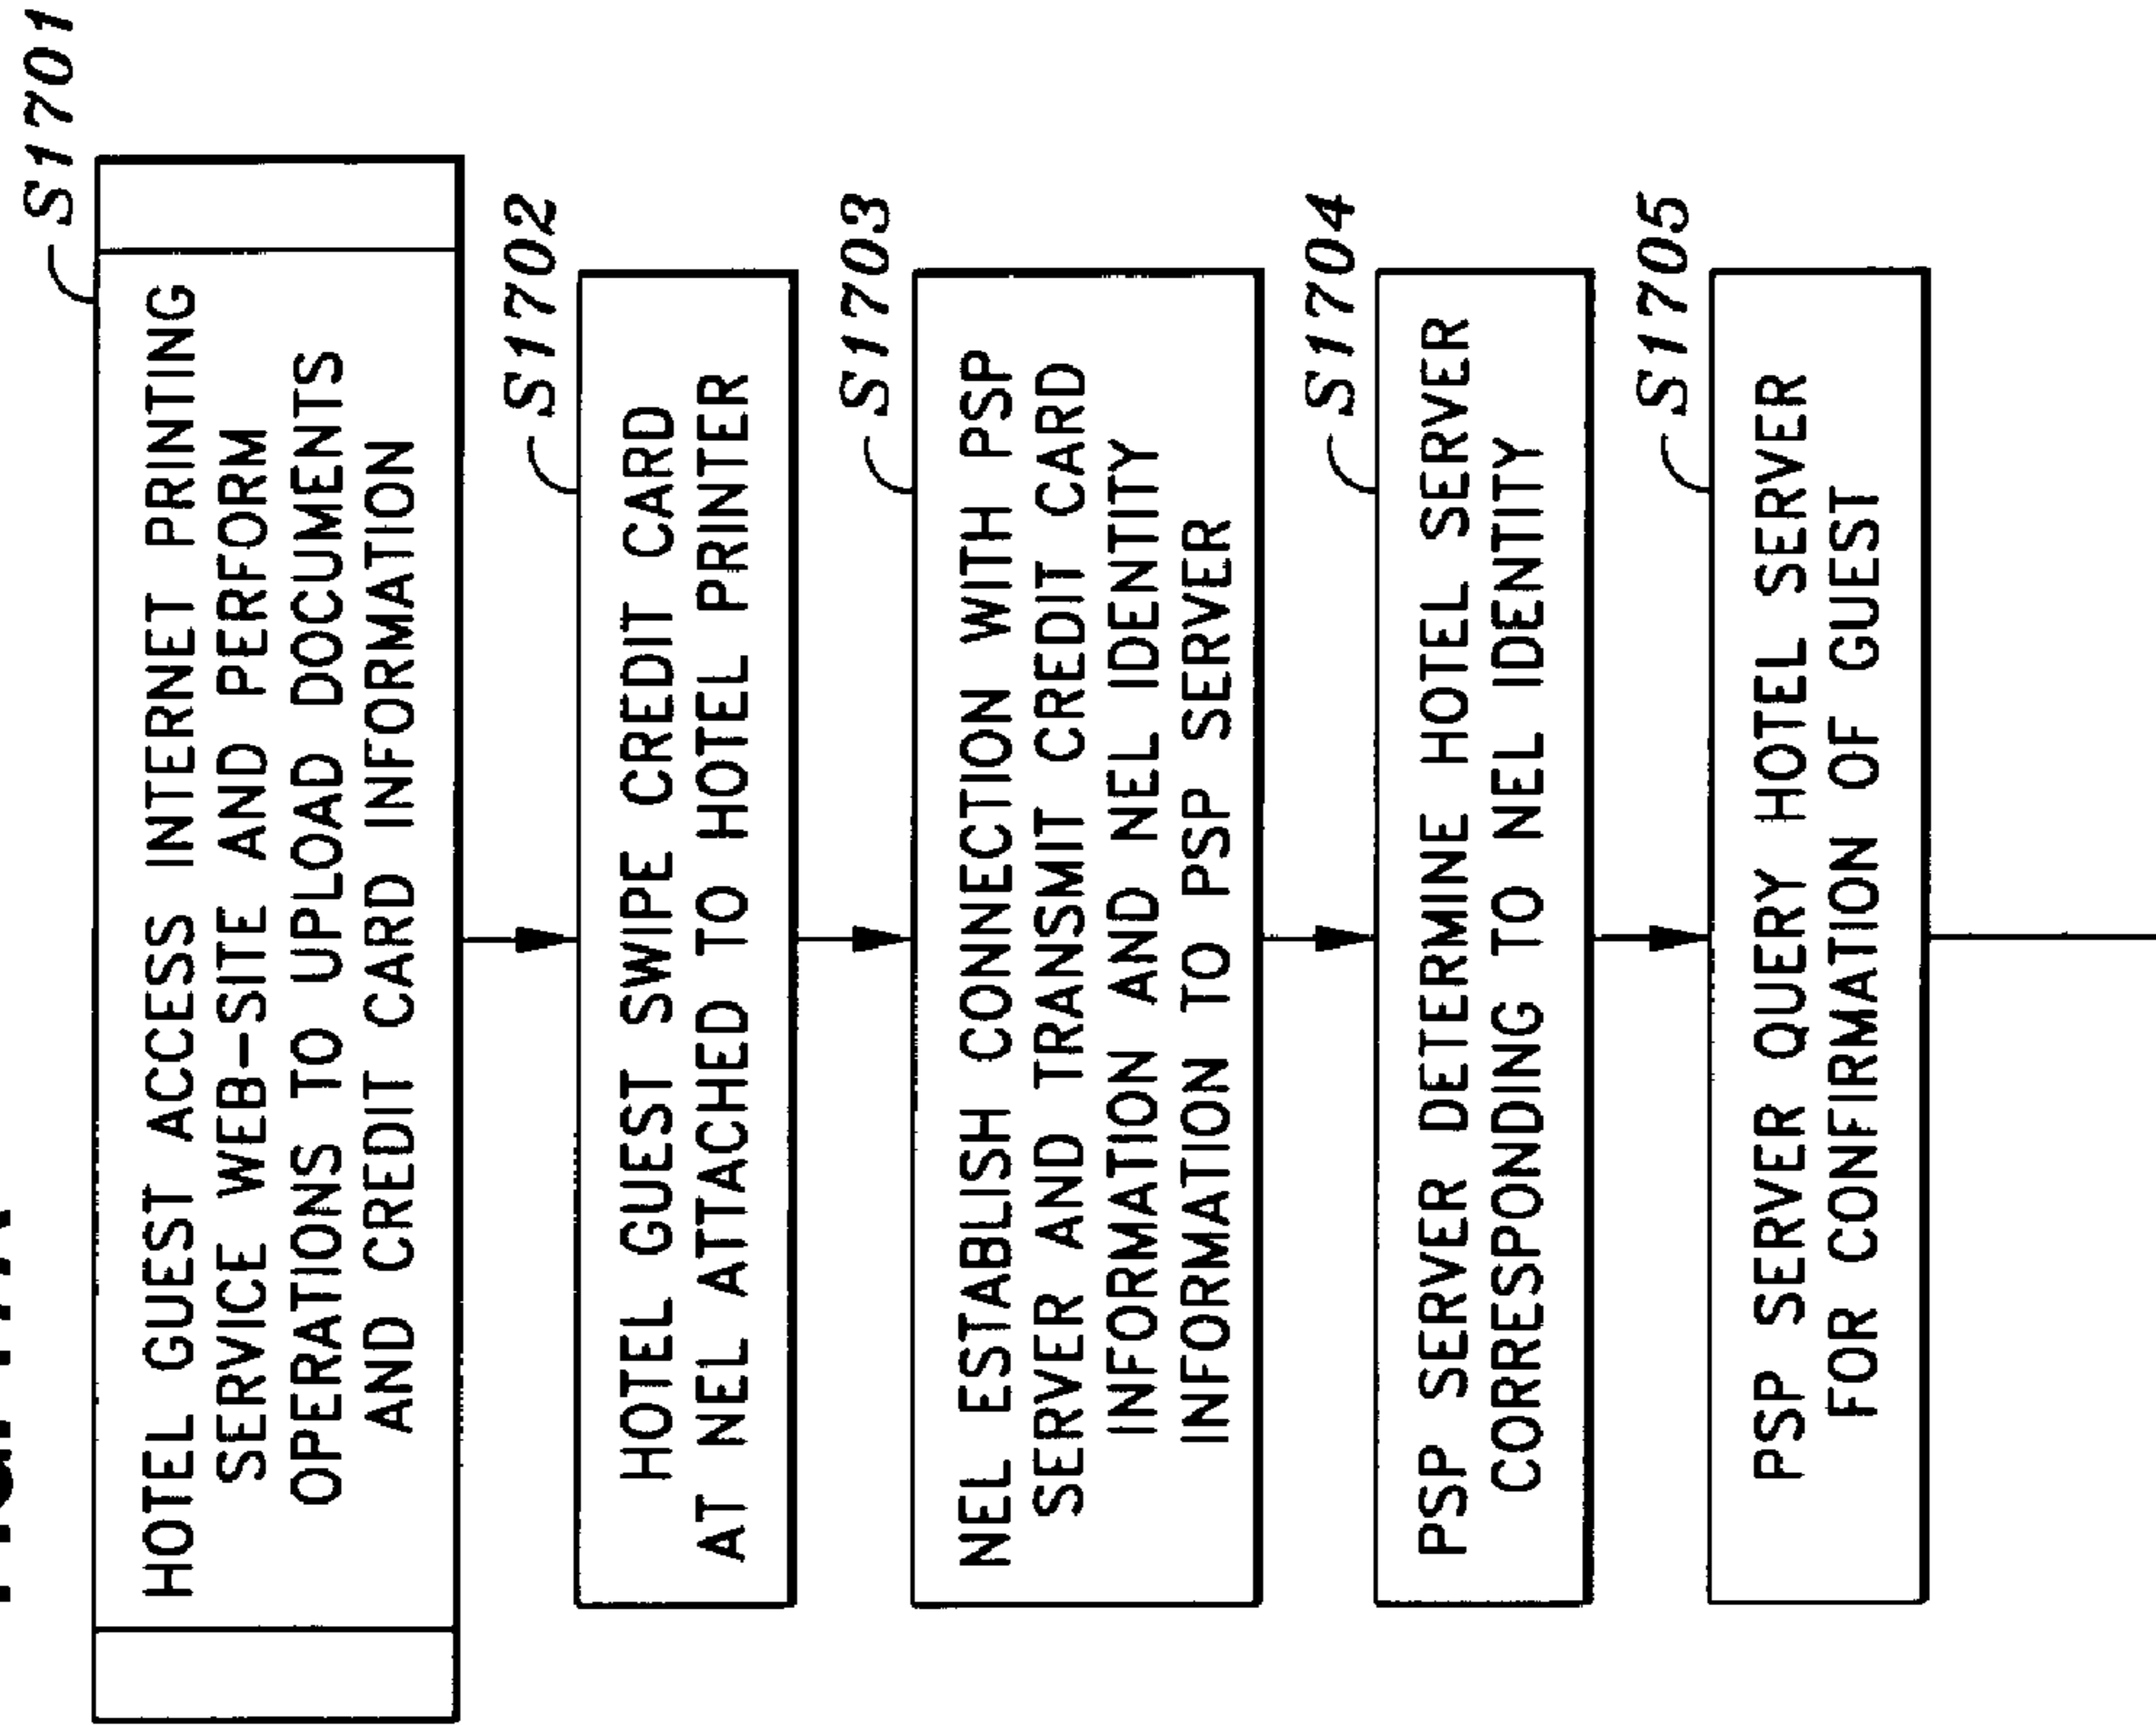 S1701
HOTEL GUEST ACCESS INTERNET PRINTING
SERVICE WEB-SITE AND PERFORM
OPERATIONS TO UPLOAD DOCUMENTS
AND CREDIT CARD INFORMATION
S1702
HOTEL GUEST SWIPE CREDIT CARD
AT NEL ATTACHED TO HOTEL PRINTER
S1703
NEL ESTABLISH CONNECTION WITH PSP
SERVER AND TRANSMIT CREDIT CARD
INFORMATION AND NEL IDENTITY
INFORMATION TO PSP SERVER
S1704
PSP SERVER DETERMINE HOTEL SERVER
CORRESPONDING TO NEL IDENTITY
S1705
PSP SERVER QUERY HOTEL SERVER
FOR CONFIRMATION OF GUEST